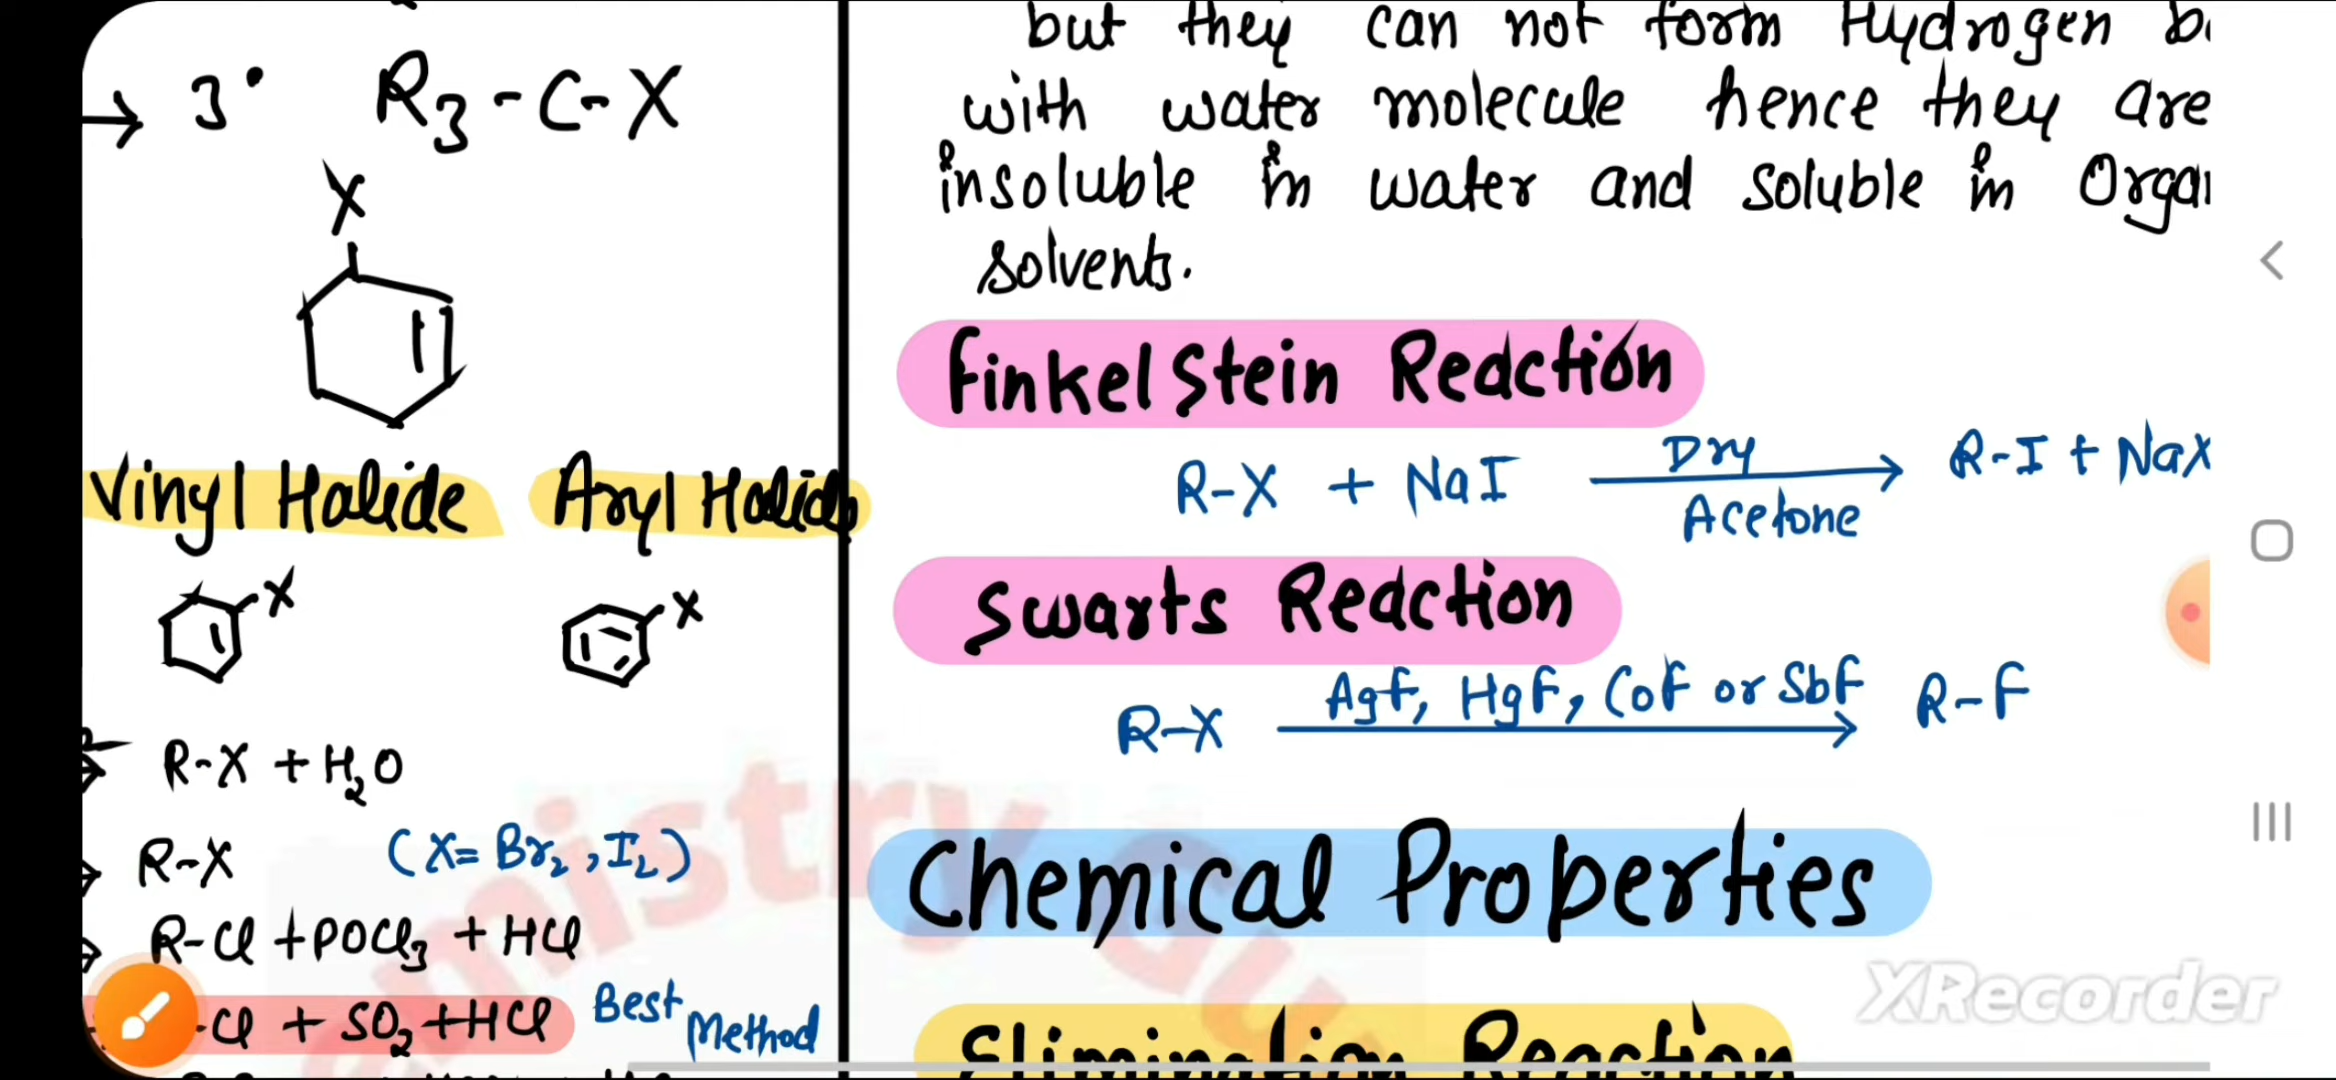 → 3° R₃-C-X
X
Vinyl Halide Aryl Halide
X X
R-X + H₂O
R-X (X= Br₂, I₂)
R-Cl + POCl₃ + HCl
-Cl + SO₂ + HCl Best Method
but they can not form Hydrogen
with water molecule hence they are
insoluble in water and soluble in
solvents.
Finkel Stein Reaction
R-X + NaI Dry Acetone → R-I + NaX
Swarts Reaction
R-X AgF, HgF, CoF or SbF → R-F
Chemical Properties
Elimination Reaction
XRecorder